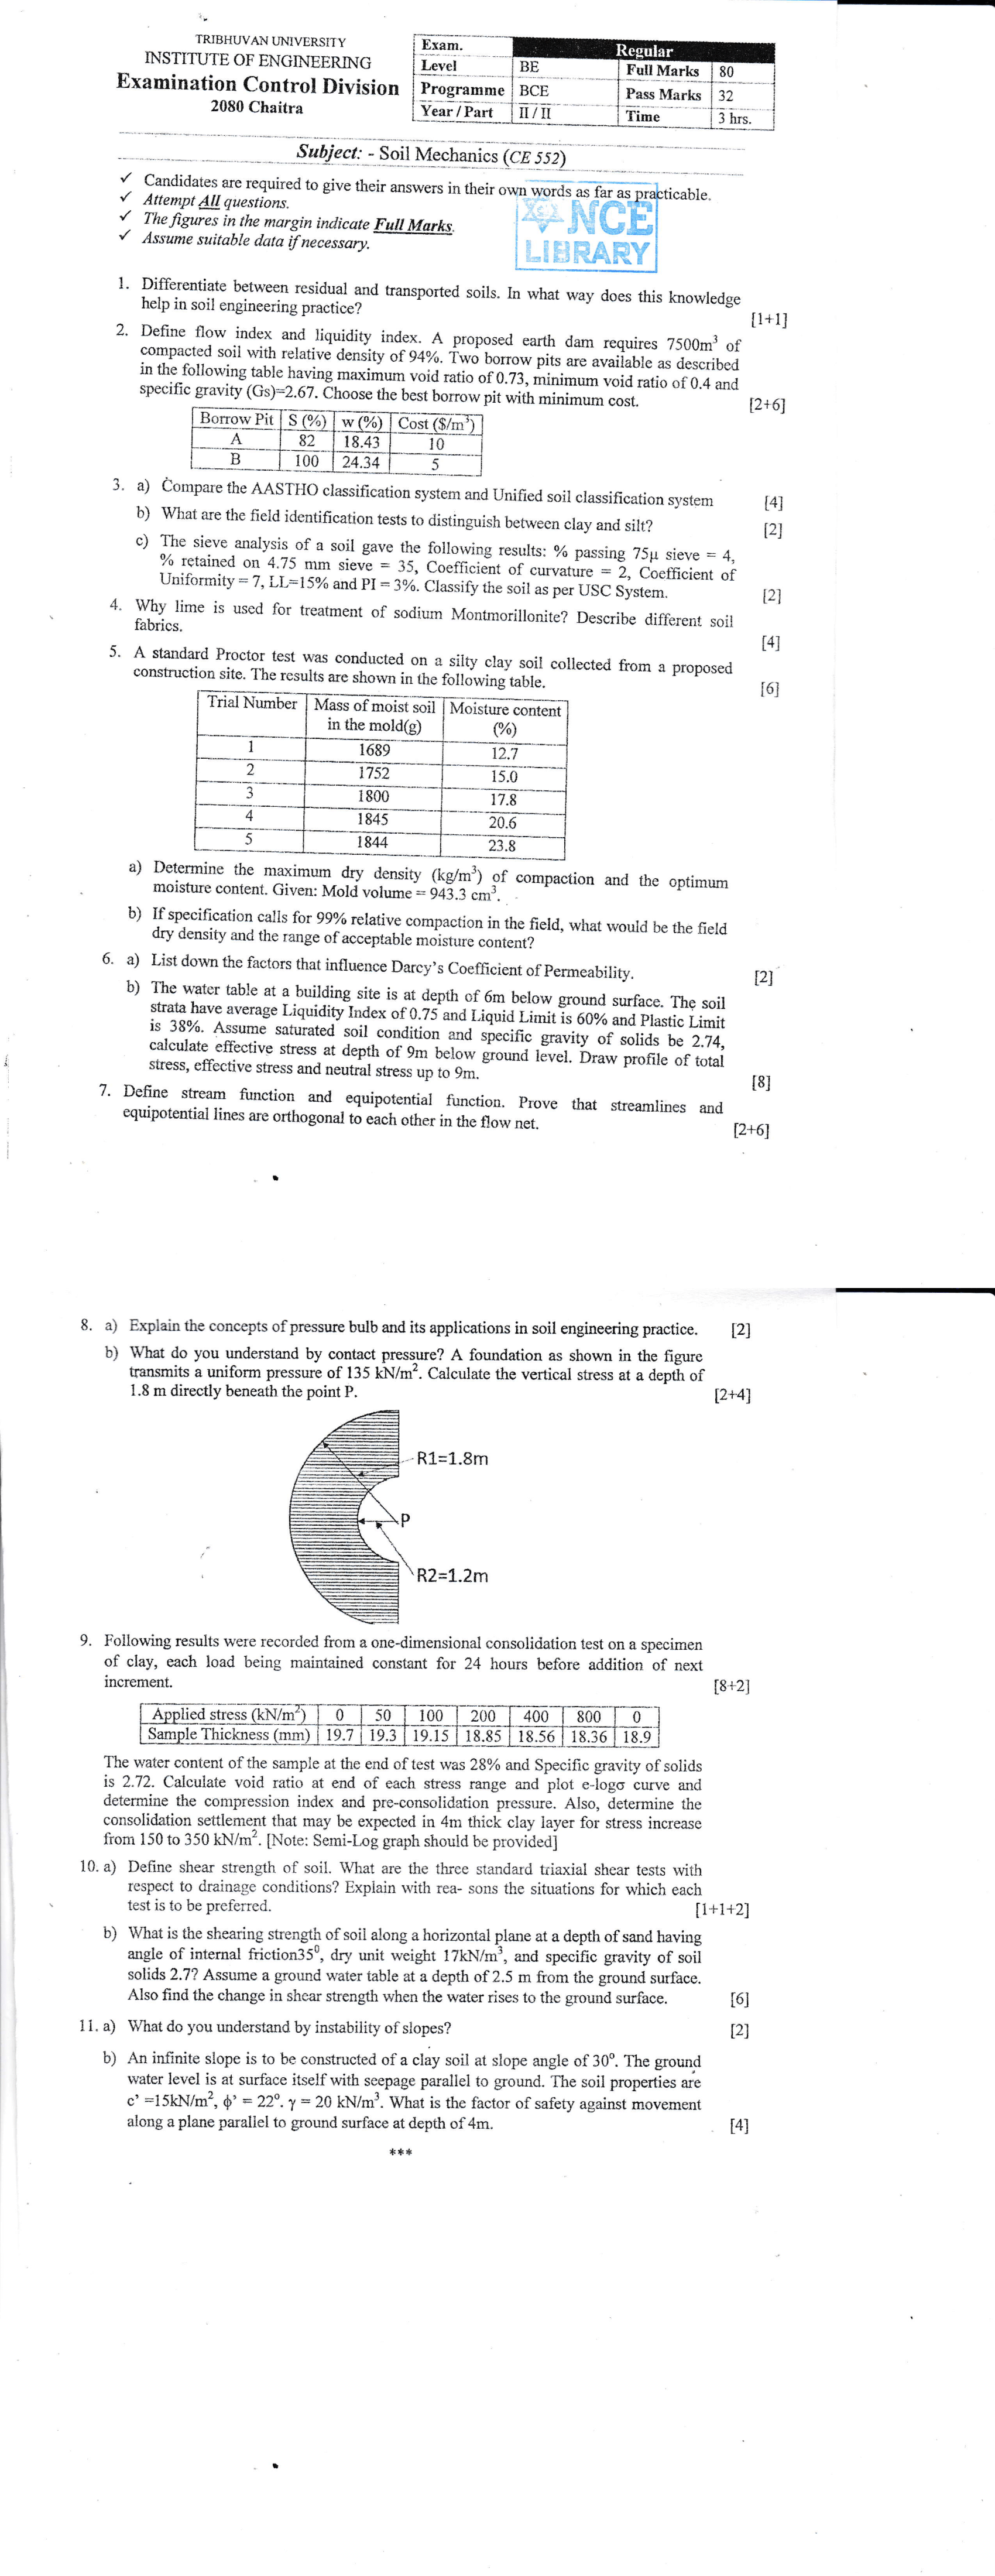 TRIBHUVAN UNIVERSITY
INSTITUTE OF ENGINEERING
Examination Control Division
2080 Chaitra
Exam. Regular
Level BE Full Marks 80
Programme BCE Pass Marks 32
Year / Part II / II Time 3 hrs.
Subject: - Soil Mechanics (CE 552)
✓ Candidates are required to give their answers in their own words as far as practicable.
✓ Attempt All questions.
✓ The figures in the margin indicate Full Marks.
✓ Assume suitable data if necessary.
NCE
LIBRARY
1. Differentiate between residual and transported soils. In what way does this knowledge
help in soil engineering practice? [1+1]
2. Define flow index and liquidity index. A proposed earth dam requires 7500m³ of
compacted soil with relative density of 94%. Two borrow pits are available as described
in the following table having maximum void ratio of 0.73, minimum void ratio of 0.4 and
specific gravity (Gs)=2.67. Choose the best borrow pit with minimum cost. [2+6]
Borrow Pit S (%) w (%) Cost ($/m³)
A 82 18.43 10
B 100 24.34 5
3. a) Compare the AASTHO classification system and Unified soil classification system [4]
b) What are the field identification tests to distinguish between clay and silt? [2]
c) The sieve analysis of a soil gave the following results: % passing 75µ sieve = 4,
% retained on 4.75 mm sieve = 35, Coefficient of curvature = 2, Coefficient of
Uniformity = 7, LL=15% and PI = 3%. Classify the soil as per USC System. [2]
4. Why lime is used for treatment of sodium Montmorillonite? Describe different soil
fabrics. [4]
5. A standard Proctor test was conducted on a silty clay soil collected from a proposed
construction site. The results are shown in the following table. [6]
Trial Number Mass of moist soil Moisture content
in the mold(g) (%)
1 1689 12.7
2 1752 15.0
3 1800 17.8
4 1845 20.6
5 1844 23.8
a) Determine the maximum dry density (kg/m³) of compaction and the optimum
moisture content. Given: Mold volume = 943.3 cm³.
b) If specification calls for 99% relative compaction in the field, what would be the field
dry density and the range of acceptable moisture content?
6. a) List down the factors that influence Darcy's Coefficient of Permeability. [2]
b) The water table at a building site is at depth of 6m below ground surface. The soil
strata have average Liquidity Index of 0.75 and Liquid Limit is 60% and Plastic Limit
is 38%. Assume saturated soil condition and specific gravity of solids be 2.74,
calculate effective stress at depth of 9m below ground level. Draw profile of total
stress, effective stress and neutral stress up to 9m. [8]
7. Define stream function and equipotential function. Prove that streamlines and
equipotential lines are orthogonal to each other in the flow net. [2+6]
8. a) Explain the concepts of pressure bulb and its applications in soil engineering practice. [2]
b) What do you understand by contact pressure? A foundation as shown in the figure
transmits a uniform pressure of 135 kN/m². Calculate the vertical stress at a depth of
1.8 m directly beneath the point P. [2+4]
R1=1.8m
P
R2=1.2m
9. Following results were recorded from a one-dimensional consolidation test on a specimen
of clay, each load being maintained constant for 24 hours before addition of next
increment. [8+2]
Applied stress (kN/m²) 0 50 100 200 400 800 0
Sample Thickness (mm) 19.7 19.3 19.15 18.85 18.56 18.36 18.9
The water content of the sample at the end of test was 28% and Specific gravity of solids
is 2.72. Calculate void ratio at end of each stress range and plot e-logσ curve and
determine the compression index and pre-consolidation pressure. Also, determine the
consolidation settlement that may be expected in 4m thick clay layer for stress increase
from 150 to 350 kN/m². [Note: Semi-Log graph should be provided]
10. a) Define shear strength of soil. What are the three standard triaxial shear tests with
respect to drainage conditions? Explain with rea- sons the situations for which each
test is to be preferred. [1+1+2]
b) What is the shearing strength of soil along a horizontal plane at a depth of sand having
angle of internal friction35⁰, dry unit weight 17kN/m³, and specific gravity of soil
solids 2.7? Assume a ground water table at a depth of 2.5 m from the ground surface.
Also find the change in shear strength when the water rises to the ground surface. [6]
11. a) What do you understand by instability of slopes? [2]
b) An infinite slope is to be constructed of a clay soil at slope angle of 30°. The ground
water level is at surface itself with seepage parallel to ground. The soil properties are
c' =15kN/m², ϕ' = 22°. γ = 20 kN/m³. What is the factor of safety against movement
along a plane parallel to ground surface at depth of 4m. [4]
***